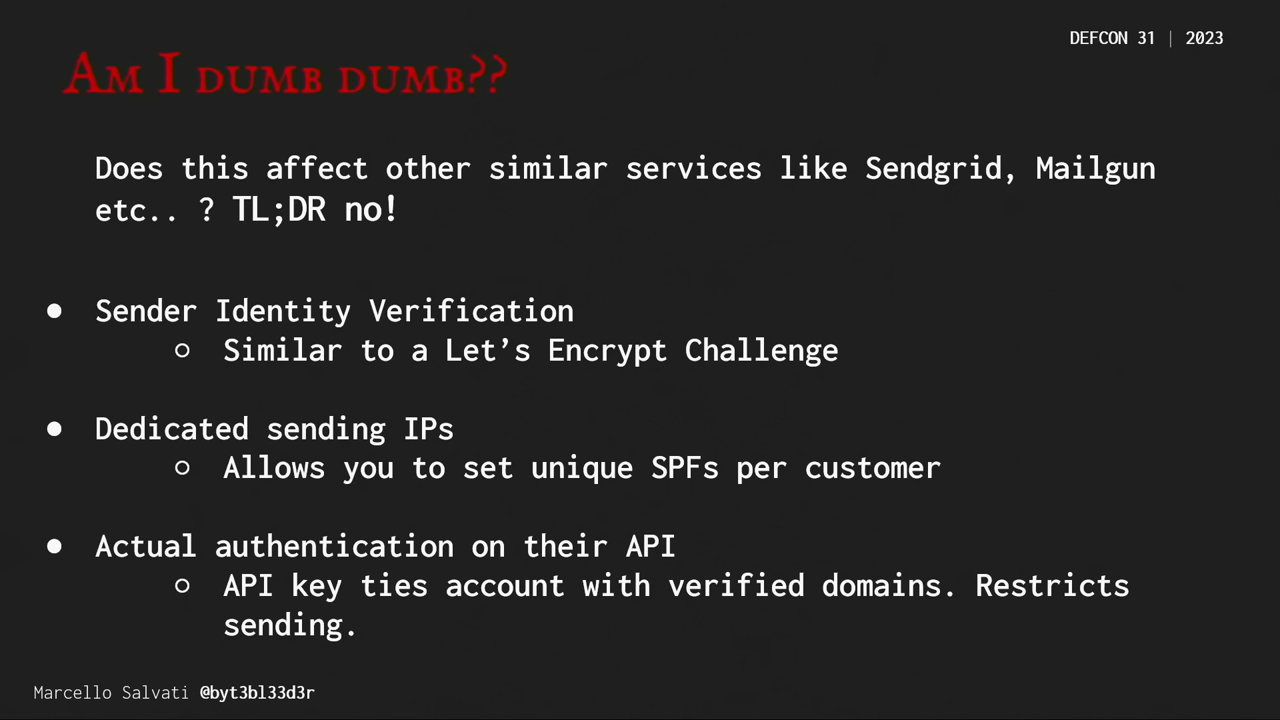 DEFCON 31 | 2023
Am I dumb dumb??
Does this affect other similar services like Sendgrid, Mailgun
etc.. ? TL;DR no!
● Sender Identity Verification
○ Similar to a Let’s Encrypt Challenge
● Dedicated sending IPs
○ Allows you to set unique SPFs per customer
● Actual authentication on their API
○ API key ties account with verified domains. Restricts
sending.
Marcello Salvati @byt3bl33d3r